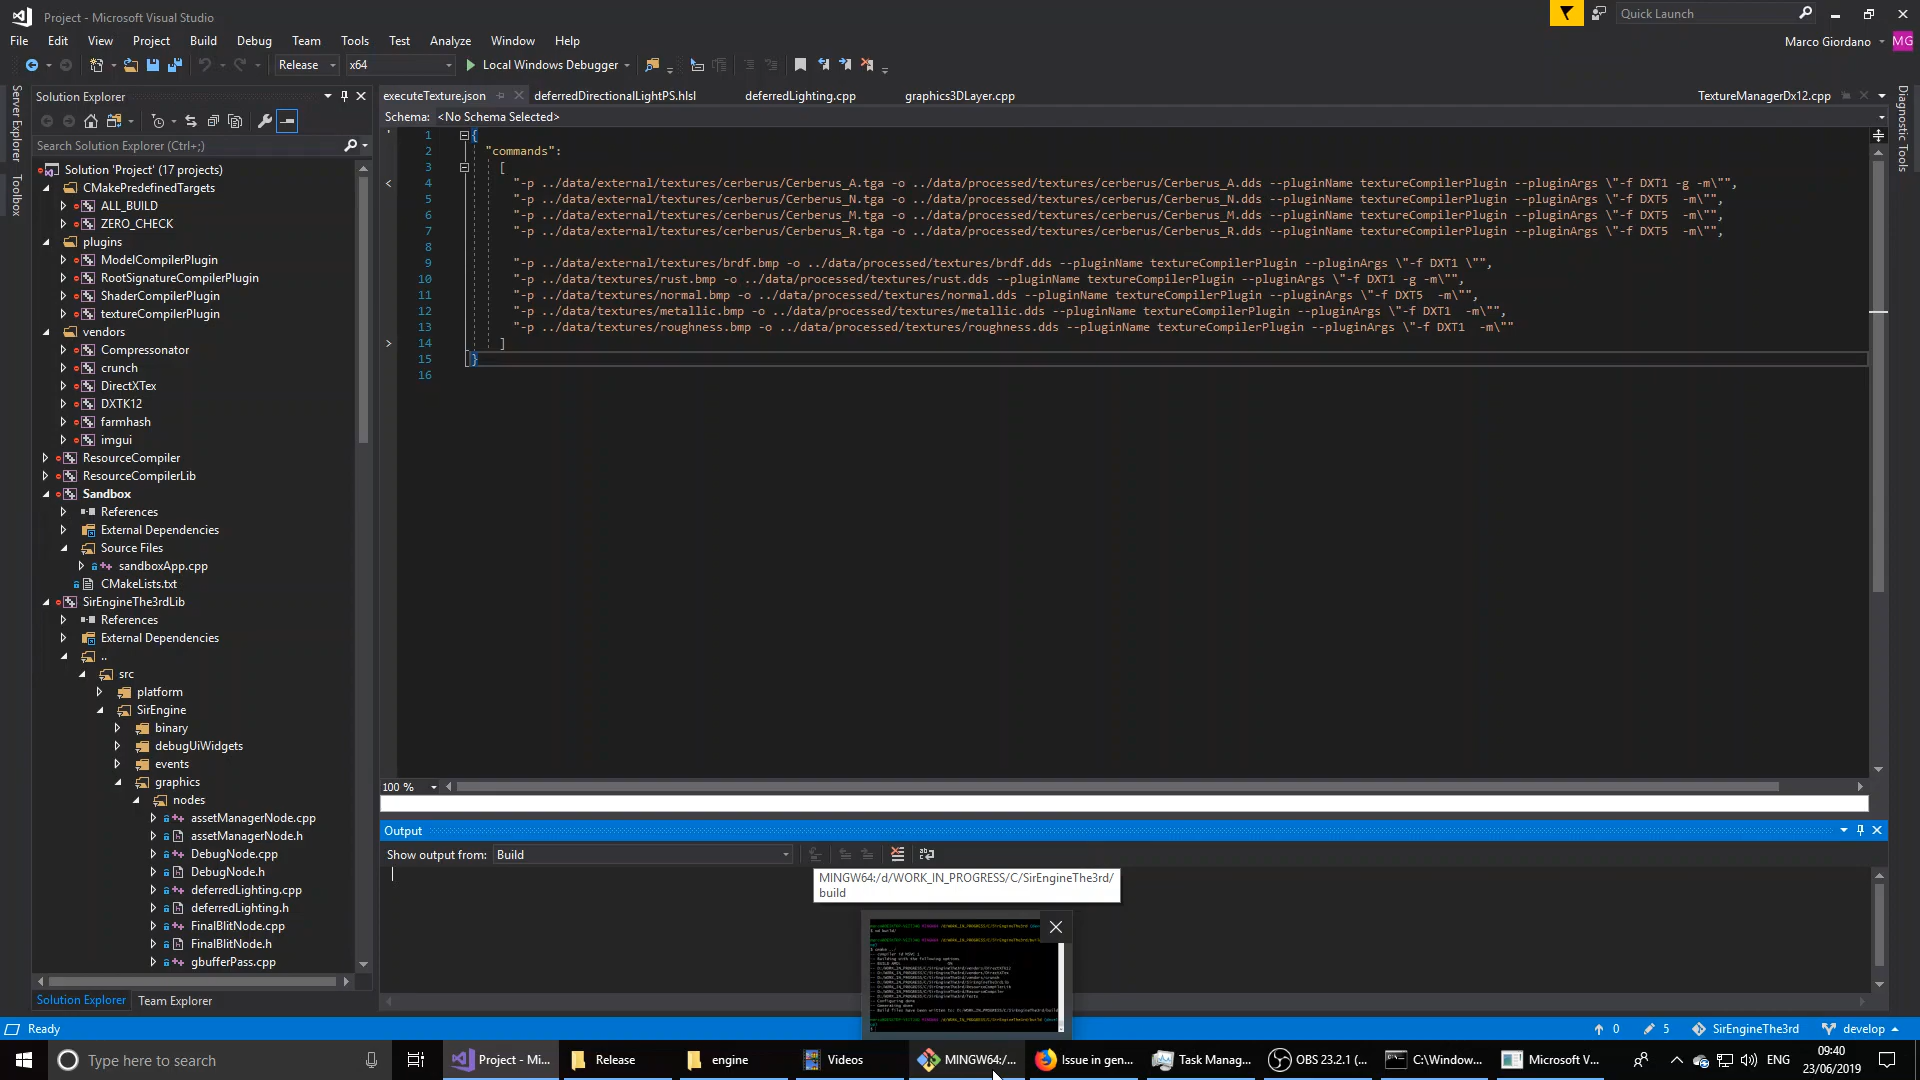 Project - Microsoft Visual Studio
Quick Launch
File Edit View Project Build Debug Team Tools Test Analyze Window Help
Marco Giordano MG
Release x64 Local Windows Debugger
Server Explorer
Toolbox
Solution Explorer
Search Solution Explorer (Ctrl+;)
Solution 'Project' (17 projects)
CMakePredefinedTargets
ALL_BUILD
ZERO_CHECK
plugins
ModelCompilerPlugin
RootSignatureCompilerPlugin
ShaderCompilerPlugin
textureCompilerPlugin
vendors
Compressonator
crunch
DirectXTex
DXTK12
farmhash
imgui
ResourceCompiler
ResourceCompilerLib
Sandbox
References
External Dependencies
Source Files
sandboxApp.cpp
CMakeLists.txt
SirEngineThe3rdLib
References
External Dependencies
..
src
platform
SirEngine
binary
debugUiWidgets
events
graphics
nodes
assetManagerNode.cpp
assetManagerNode.h
DebugNode.cpp
DebugNode.h
deferredLighting.cpp
deferredLighting.h
FinalBlitNode.cpp
FinalBlitNode.h
gbufferPass.cpp
Solution Explorer Team Explorer
executeTexture.json deferredDirectionalLightPS.hlsl deferredLighting.cpp graphics3DLayer.cpp TextureManagerDx12.cpp
Diagnostic Tools
Schema: <No Schema Selected>
1 {
2 "commands":
3 [
4 "-p ../data/external/textures/cerberus/Cerberus_A.tga -o ../data/processed/textures/cerberus/Cerberus_A.dds --pluginName textureCompilerPlugin --pluginArgs \"-f DXT1 -g -m\"",
5 "-p ../data/external/textures/cerberus/Cerberus_N.tga -o ../data/processed/textures/cerberus/Cerberus_N.dds --pluginName textureCompilerPlugin --pluginArgs \"-f DXT5  -m\"",
6 "-p ../data/external/textures/cerberus/Cerberus_M.tga -o ../data/processed/textures/cerberus/Cerberus_M.dds --pluginName textureCompilerPlugin --pluginArgs \"-f DXT5  -m\"",
7 "-p ../data/external/textures/cerberus/Cerberus_R.tga -o ../data/processed/textures/cerberus/Cerberus_R.dds --pluginName textureCompilerPlugin --pluginArgs \"-f DXT5  -m\"",
8
9 "-p ../data/external/textures/brdf.bmp -o ../data/processed/textures/brdf.dds --pluginName textureCompilerPlugin --pluginArgs \"-f DXT1 \"",
10 "-p ../data/textures/rust.bmp -o ../data/processed/textures/rust.dds --pluginName textureCompilerPlugin --pluginArgs \"-f DXT1 -g -m\"",
11 "-p ../data/textures/normal.bmp -o ../data/processed/textures/normal.dds --pluginName textureCompilerPlugin --pluginArgs \"-f DXT5  -m\"",
12 "-p ../data/textures/metallic.bmp -o ../data/processed/textures/metallic.dds --pluginName textureCompilerPlugin --pluginArgs \"-f DXT1  -m\"",
13 "-p ../data/textures/roughness.bmp -o ../data/processed/textures/roughness.dds --pluginName textureCompilerPlugin --pluginArgs \"-f DXT1  -m\""
14 ]
15 }
16
100 %
Output
Show output from: Build
MINGW64:/d/WORK_IN_PROGRESS/C/SirEngineThe3rd/
build
Ready
0 5 SirEngineThe3rd develop
Type here to search
Project - Mi... Release engine Videos MINGW64:/... Issue in gen... Task Manag... OBS 23.2.1 (... C:\Window... Microsoft V...
ENG
09:40
23/06/2019